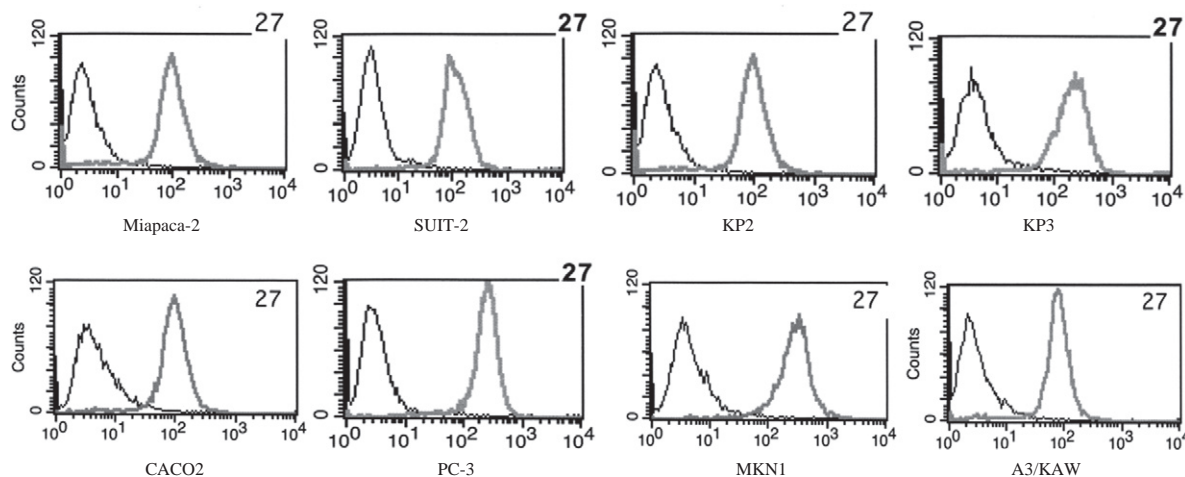 27 27 27 27
120 120 120 120
Counts
0 0 0 0
10⁰ 10¹ 10² 10³ 10⁴ 10⁰ 10¹ 10² 10³ 10⁴ 10⁰ 10¹ 10² 10³ 10⁴ 10⁰ 10¹ 10² 10³ 10⁴
Miapaca-2 SUIT-2 KP2 KP3
27
120 120 120 120
27 27 27
Counts Counts
0 0 0 0
10⁰ 10¹ 10² 10³ 10⁴ 10⁰ 10¹ 10² 10³ 10⁴ 10⁰ 10¹ 10² 10³ 10⁴ 10⁰ 10¹ 10² 10³ 10⁴
CACO2 PC-3 MKN1 A3/KAW